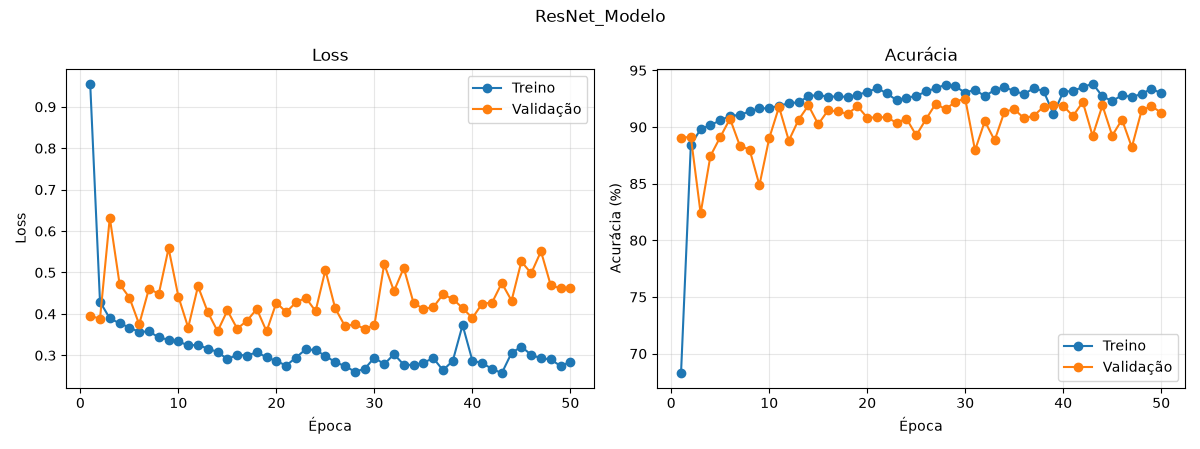 ResNet_Modelo
Loss
Treino
Validação
0.9
0.8
0.7
0.6
0.5
0.4
0.3
Loss
0 10 20 30 40 50
Época
Acurácia
95
90
85
80
75
70
Acurácia (%)
Treino
Validação
0 10 20 30 40 50
Época